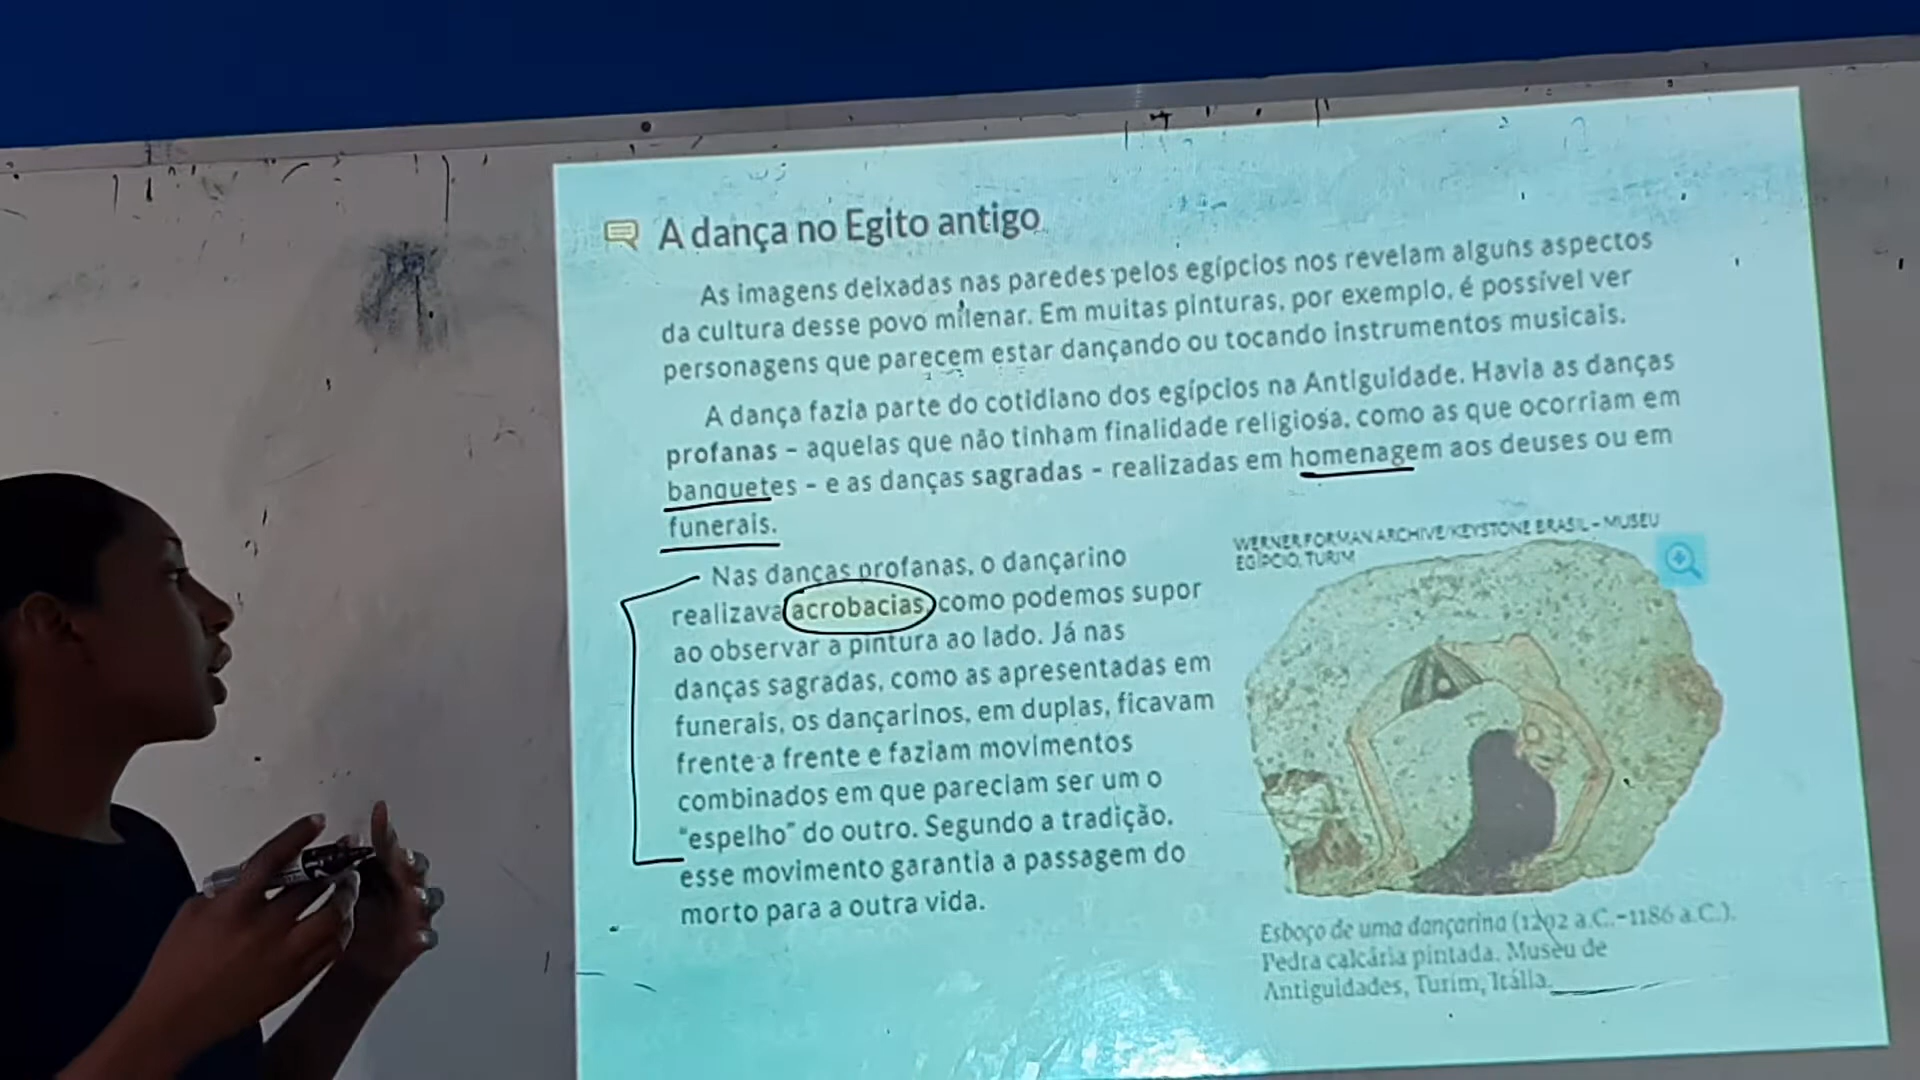 A dança no Egito antigo
As imagens deixadas nas paredes pelos egípcios nos revelam alguns aspectos
da cultura desse povo milenar. Em muitas pinturas, por exemplo, é possível ver
personagens que parecem estar dançando ou tocando instrumentos musicais.
A dança fazia parte do cotidiano dos egípcios na Antiguidade. Havia as danças
profanas – aquelas que não tinham finalidade religiosa, como as que ocorriam em
banquetes – e as danças sagradas – realizadas em homenagem aos deuses ou em
funerais.
WERNER FORMAN ARCHIVE/KEYSTONE BRASIL – MUSEU
EGÍPCIO, TURIM
Nas danças profanas, o dançarino
realizava acrobacias, como podemos supor
ao observar a pintura ao lado. Já nas
danças sagradas, como as apresentadas em
funerais, os dançarinos, em duplas, ficavam
frente a frente e faziam movimentos
combinados em que pareciam ser um o
“espelho” do outro. Segundo a tradição,
esse movimento garantia a passagem do
morto para a outra vida.
Esboço de uma dançarina (1292 a.C.-1186 a.C.).
Pedra calcária pintada. Museu de
Antiguidades, Turim, Itália.